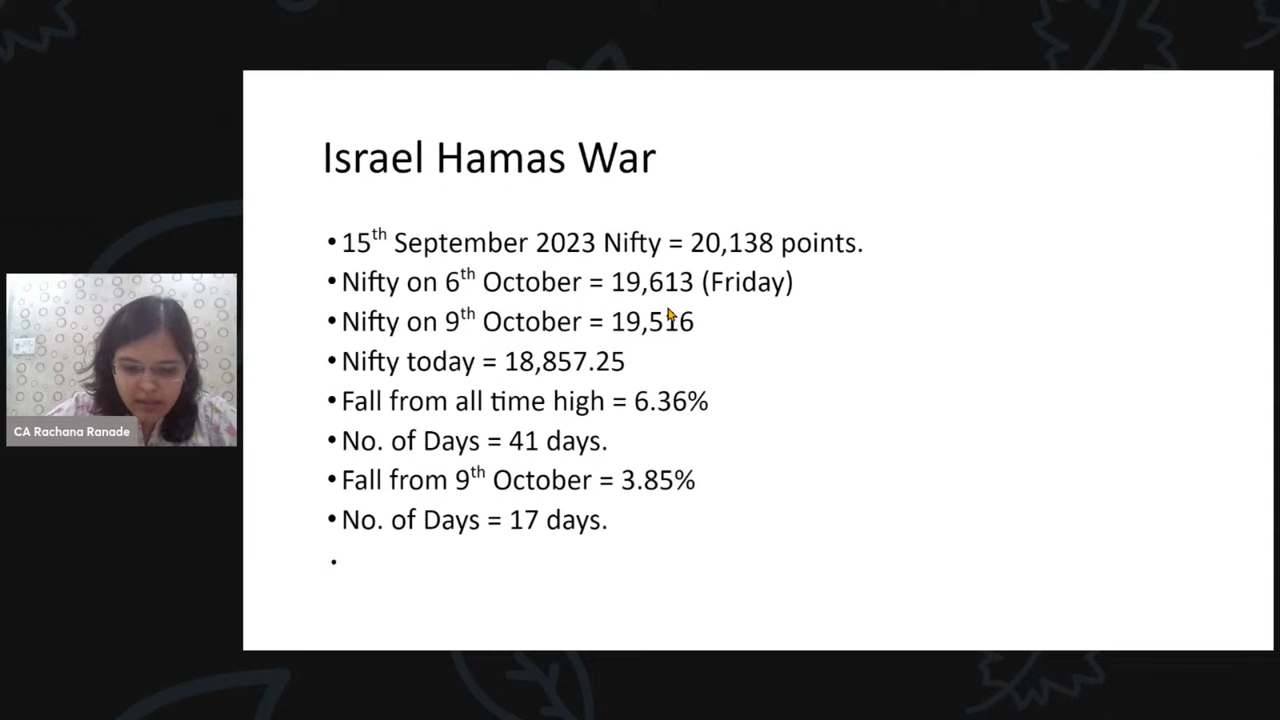 Israel Hamas War
•15th September 2023 Nifty = 20,138 points.
•Nifty on 6th October = 19,613 (Friday)
•Nifty on 9th October = 19,516
•Nifty today = 18,857.25
•Fall from all time high = 6.36%
•No. of Days = 41 days.
•Fall from 9th October = 3.85%
•No. of Days = 17 days.
CA Rachana Ranade